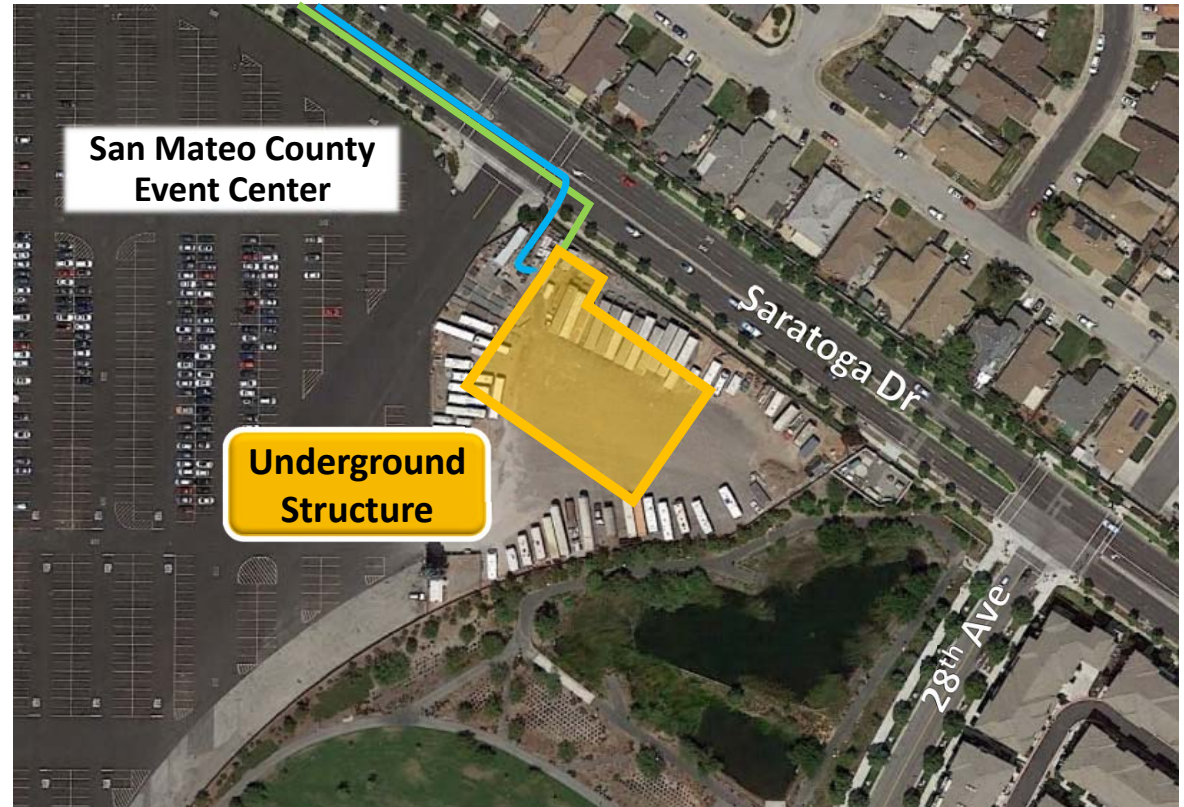 San Mateo County
Event Center
Underground
Structure
Saratoga Dr
28th Ave.